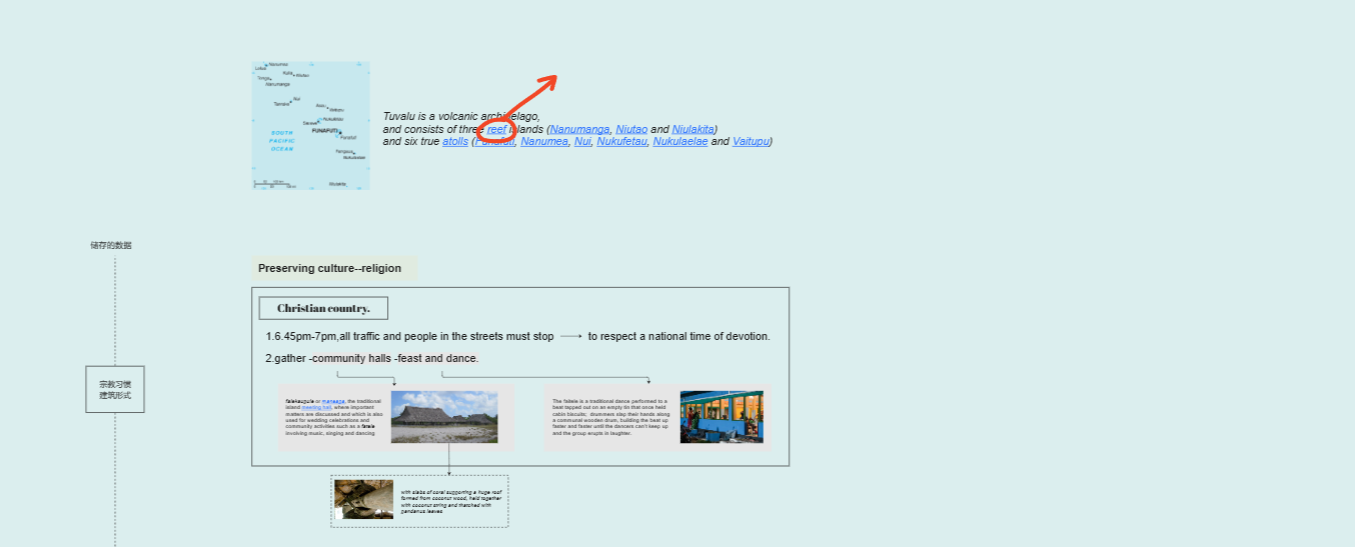 Nanumea
Lolua
Tonga
Kulia
Niutao
Nanumanga
Nui
Tanrake
Asau
Vaitupu
Savave
Nukufetau
FUNAFUTI
Funafuti
SOUTH
PACIFIC
OCEAN
Fangaua
Nukulaelae
Niulakita
Tuvalu is a volcanic archipelago,
and consists of three reef islands (Nanumanga, Niutao and Niulakita)
and six true atolls (Funafuti, Nanumea, Nui, Nukufetau, Nukulaelae and Vaitupu)
储存的数据
Preserving culture--religion
Christian country.
1.6.45pm-7pm,all traffic and people in the streets must stop
to respect a national time of devotion.
2.gather -community halls -feast and dance.
宗教习惯
建筑形式
falekaupule or maneapa, the traditional
island meeting hall, where important
matters are discussed and which is also
used for wedding celebrations and
community activities such as a fatele
involving music, singing and dancing
The fatele is a traditional dance performed to a
beat tapped out on an empty tin that once held
cabin biscuits; drummers slap their hands along
a communal wooden drum, building the beat up
faster and faster until the dancers can't keep up
and the group erupts in laughter.
with slabs of coral supporting a huge roof
formed from coconut wood, held together
with coconut string and thatched with
pandanus leaves